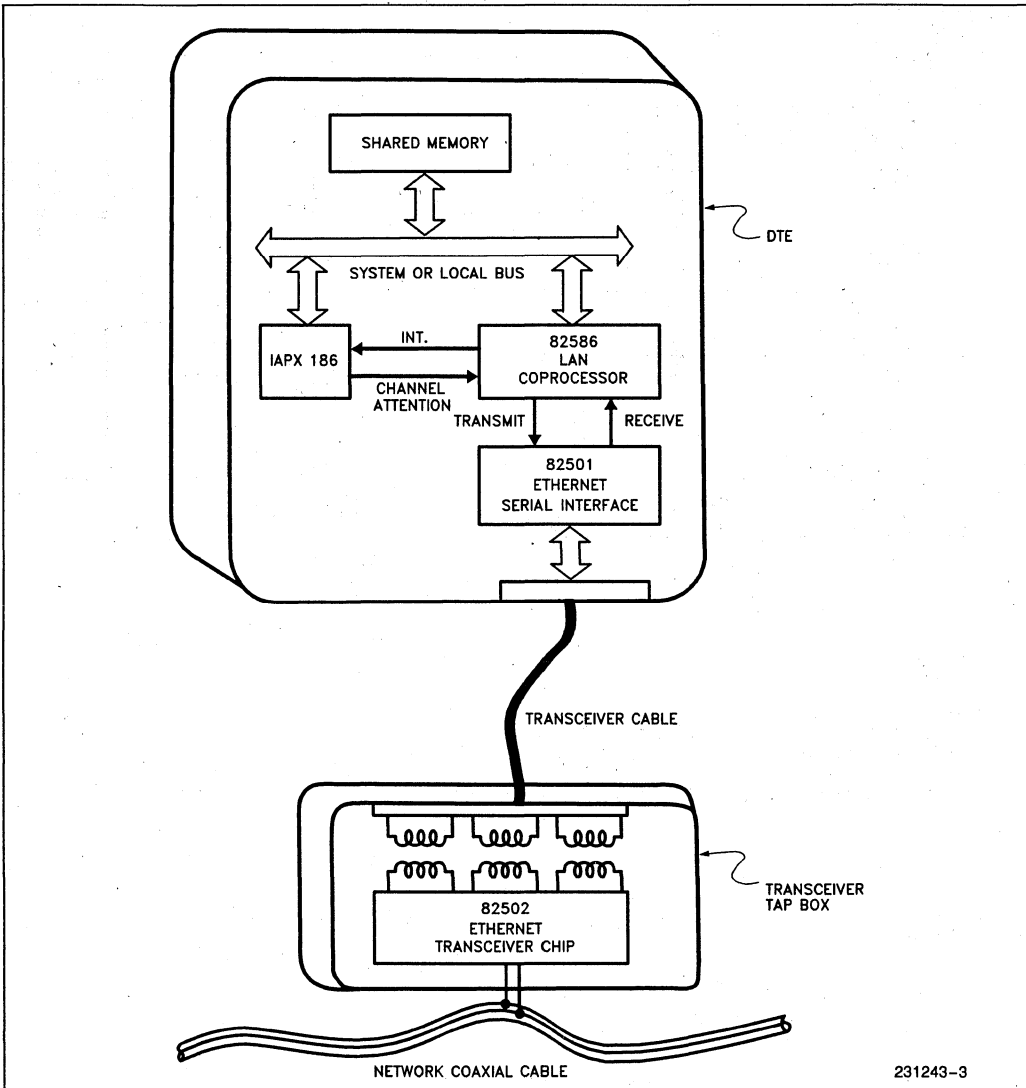 SHARED MEMORY
DTE
SYSTEM OR LOCAL BUS
IAPX 186
INT.
CHANNEL
ATTENTION
82586
LAN
COPROCESSOR
TRANSMIT
RECEIVE
82501
ETHERNET
SERIAL INTERFACE
TRANSCEIVER CABLE
82502
ETHERNET
TRANSCEIVER CHIP
TRANSCEIVER
TAP BOX
NETWORK COAXIAL CABLE
231243-3